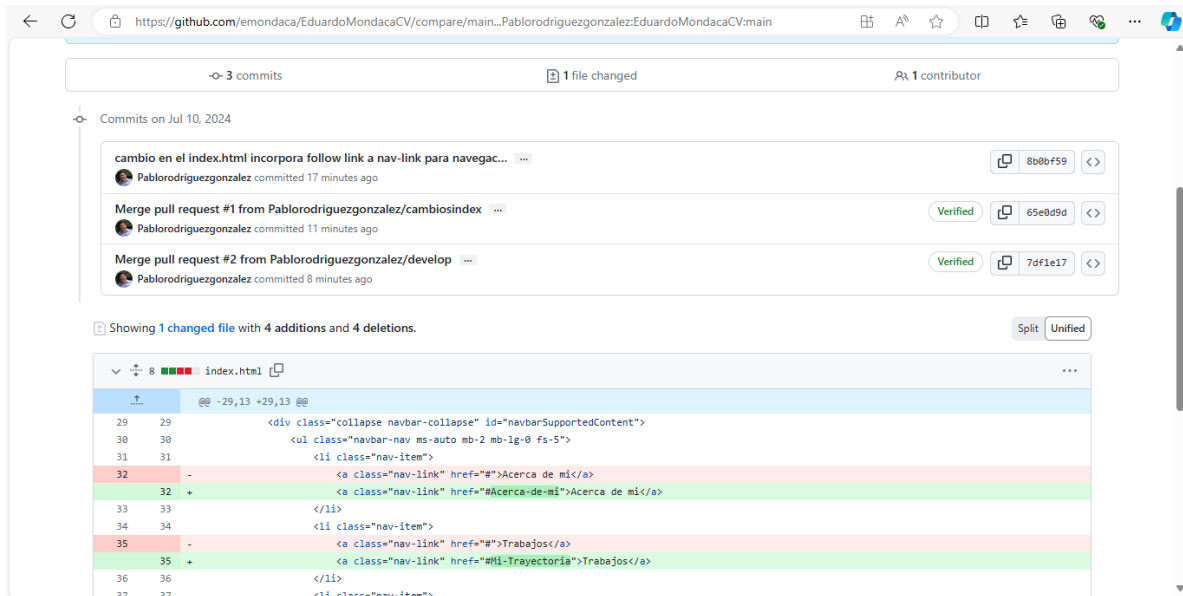 https://github.com/emondaca/EduardoMondacaCV/compare/main...Pablorodriguezgonzalez:EduardoMondacaCV:main
3 commits
1 file changed
1 contributor
Commits on Jul 10, 2024
cambio en el index.html incorpora follow link a nav-link para navegac... ...
8b0bf59
Pablorodriguezgonzalez committed 17 minutes ago
Merge pull request #1 from Pablorodriguezgonzalez/cambiosindex ...
Verified
65e0d9d
Pablorodriguezgonzalez committed 11 minutes ago
Merge pull request #2 from Pablorodriguezgonzalez/develop ...
Verified
7df1e17
Pablorodriguezgonzalez committed 8 minutes ago
Showing 1 changed file with 4 additions and 4 deletions.
Split Unified
8 index.html
@@ -29,13 +29,13 @@
29 29 <div class="collapse navbar-collapse" id="navbarSupportedContent">
30 30 <ul class="navbar-nav ms-auto mb-2 mb-lg-0 fs-5">
31 31 <li class="nav-item">
32 - <a class="nav-link" href="#">Acerca de mi</a>
32 + <a class="nav-link" href="#Acerca-de-mi">Acerca de mi</a>
33 33 </li>
34 34 <li class="nav-item">
35 - <a class="nav-link" href="#">Trabajos</a>
35 + <a class="nav-link" href="#Mi-Trayectoria">Trabajos</a>
36 36 </li>
37 37 <li class="nav-item">